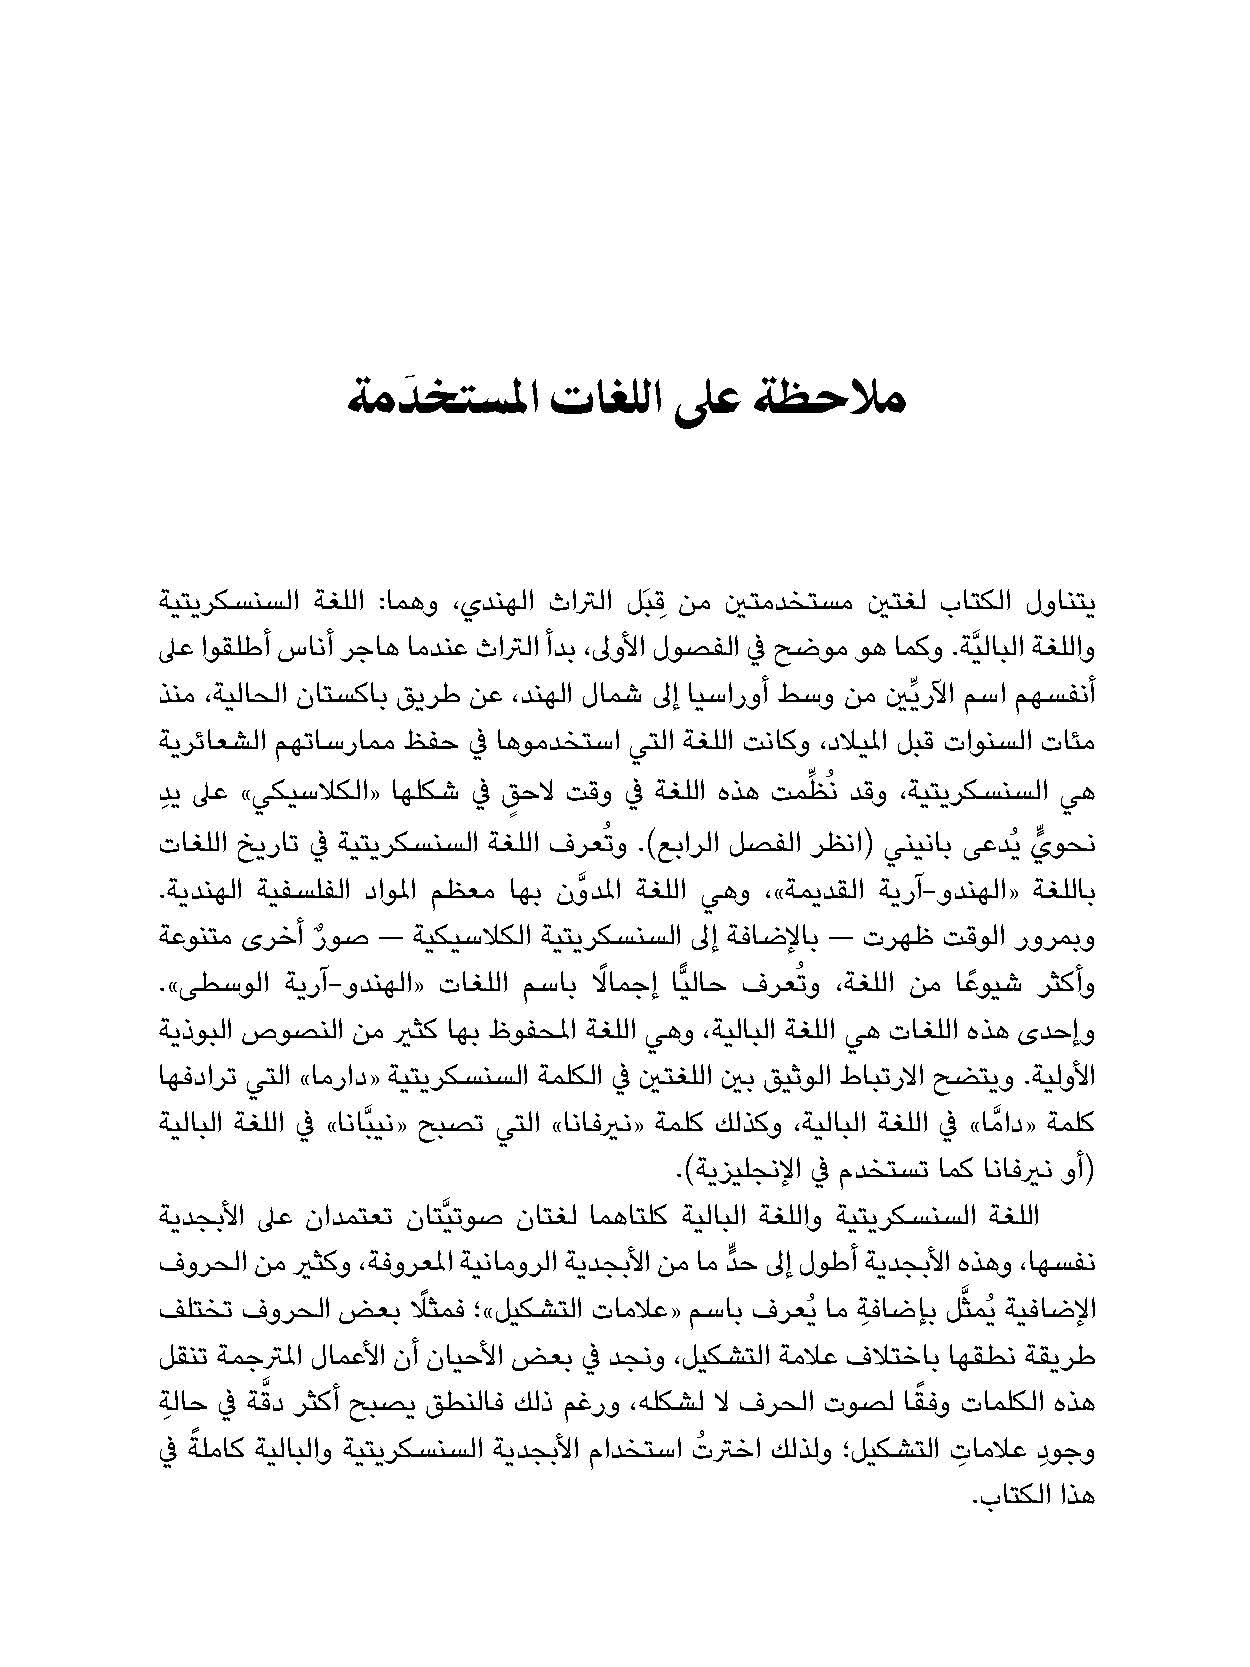 ملاحظة على اللغات المستخدَمة
يتناول الكتاب لغتين مستخدمتين من قِبَل التراث الهندي، وهما: اللغة السنسكريتية
واللغة الباليَّة. وكما هو موضح في الفصول الأولى، بدأ التراث عندما هاجر أناس أطلقوا على
أنفسهم اسم الآريِّين من وسط أوراسيا إلى شمال الهند، عن طريق باكستان الحالية، منذ
مئات السنوات قبل الميلاد، وكانت اللغة التي استخدموها في حفظ ممارساتهم الشعائرية
هي السنسكريتية، وقد نُظِّمت هذه اللغة في وقت لاحقٍ في شكلها «الكلاسيكي» على يدِ
نحويٍّ يُدعى بانيني (انظر الفصل الرابع). وتُعرف اللغة السنسكريتية في تاريخ اللغات
باللغة «الهندو-آرية القديمة»، وهي اللغة المدوَّن بها معظم المواد الفلسفية الهندية.
وبمرور الوقت ظهرت — بالإضافة إلى السنسكريتية الكلاسيكية — صورٌ أخرى متنوعة
وأكثر شيوعًا من اللغة، وتُعرف حاليًّا إجمالًا باسم اللغات «الهندو-آرية الوسطى».
وإحدى هذه اللغات هي اللغة البالية، وهي اللغة المحفوظ بها كثير من النصوص البوذية
الأولية. ويتضح الارتباط الوثيق بين اللغتين في الكلمة السنسكريتية «دارما» التي ترادفها
كلمة «دامَّا» في اللغة البالية، وكذلك كلمة «نيرفانا» التي تصبح «نيبَّانا» في اللغة البالية
(أو نيرفانا كما تستخدم في الإنجليزية).
اللغة السنسكريتية واللغة البالية كلتاهما لغتان صوتيَّتان تعتمدان على الأبجدية
نفسها، وهذه الأبجدية أطول إلى حدٍّ ما من الأبجدية الرومانية المعروفة، وكثير من الحروف
الإضافية يُمثَّل بإضافةِ ما يُعرف باسم «علامات التشكيل»؛ فمثلًا بعض الحروف تختلف
طريقة نطقها باختلاف علامة التشكيل، ونجد في بعض الأحيان أن الأعمال المترجمة تنقل
هذه الكلمات وفقًا لصوت الحرف لا لشكله، ورغم ذلك فالنطق يصبح أكثر دقَّة في حالةِ
وجودِ علاماتِ التشكيل؛ ولذلك اخترتُ استخدام الأبجدية السنسكريتية والبالية كاملةً في
هذا الكتاب.